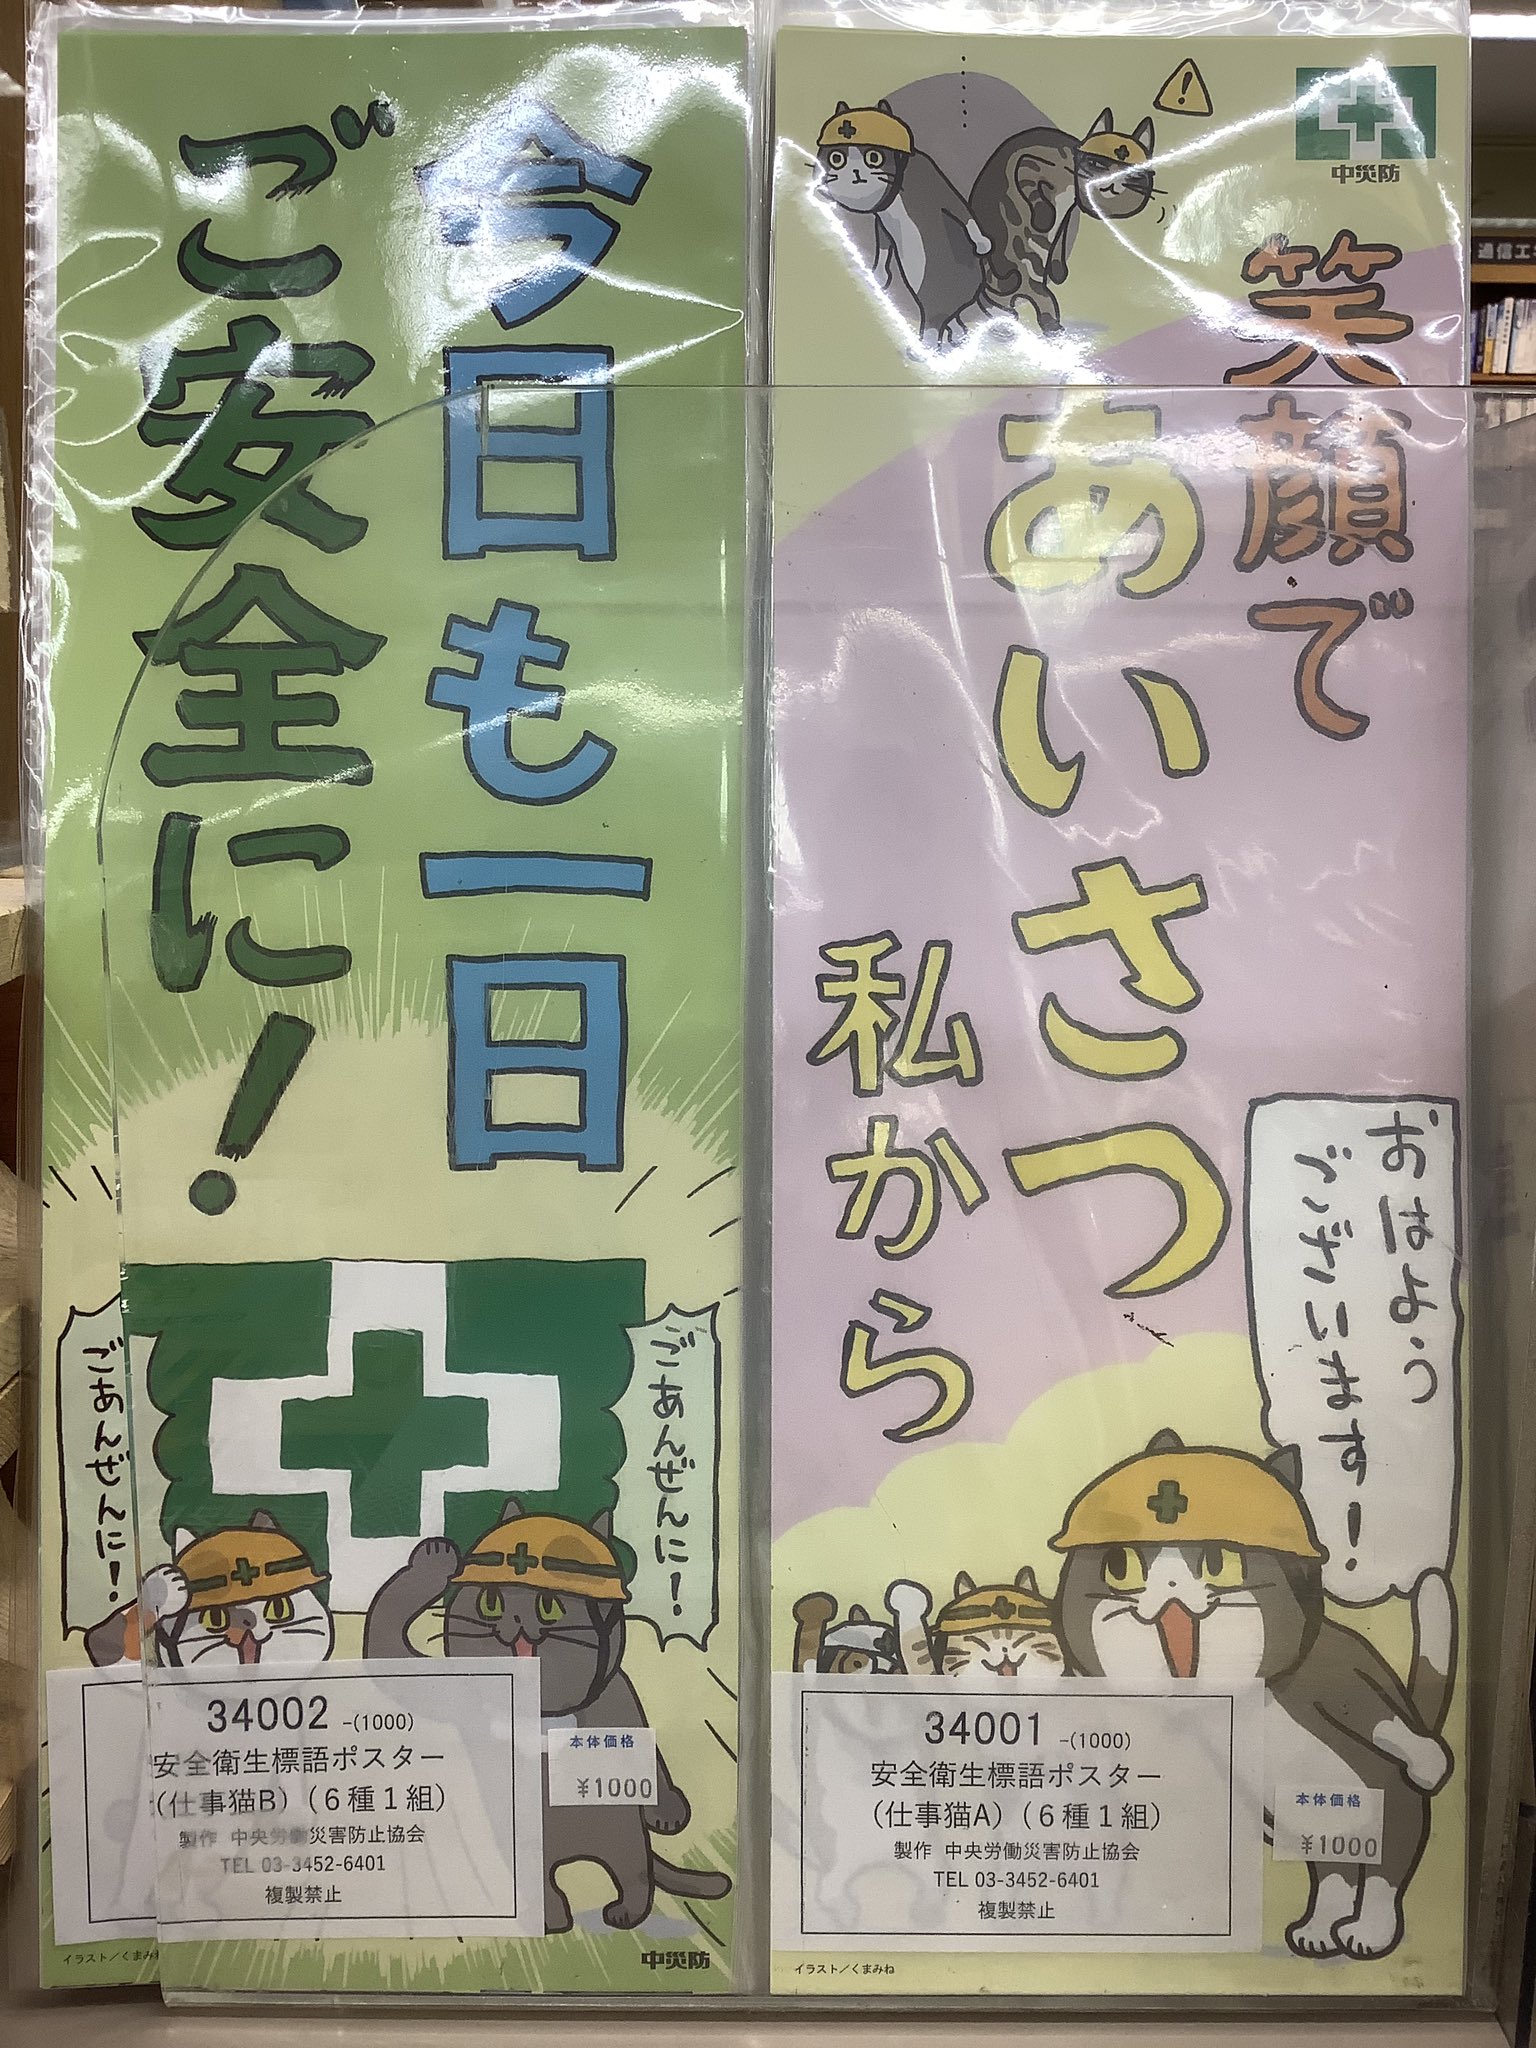 今日も一日
ご安全に!
ごあんぜんに!
ごあんぜんに!
34002 -(1000)
安全衛生標語ポスター
(仕事猫B)(6種1組)
製作 中央労働災害防止協会
TEL 03-3452-6401
複製禁止
本体価格
¥1000
イラスト/くまみね
中災防
中災防
笑顔で
あいさつ
私から
おはよう
ございます!
34001 -(1000)
安全衛生標語ポスター
(仕事猫A)(6種1組)
製作 中央労働災害防止協会
TEL 03-3452-6401
複製禁止
本体価格
¥1000
イラスト/くまみね
通信工